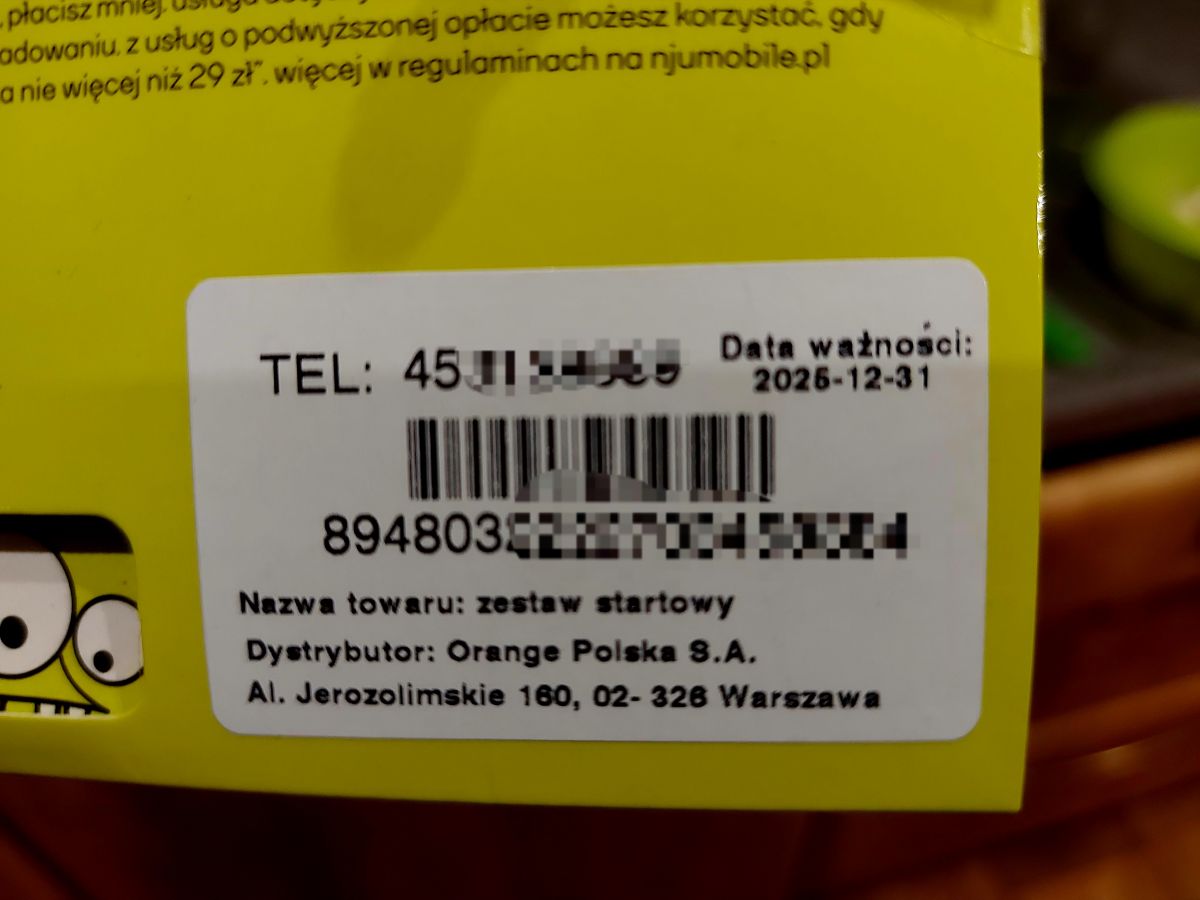 płacisz mniej.
adowaniu. z usług o podwyższonej opłacie możesz korzystać, gdy
a nie więcej niż 29 zł". więcej w regulaminach na njumobile.pl
TEL: 45
Data ważności:
2025-12-31
894803
Nazwa towaru: zestaw startowy
Dystrybutor: Orange Polska S.A.
Al. Jerozolimskie 160, 02- 326 Warszawa